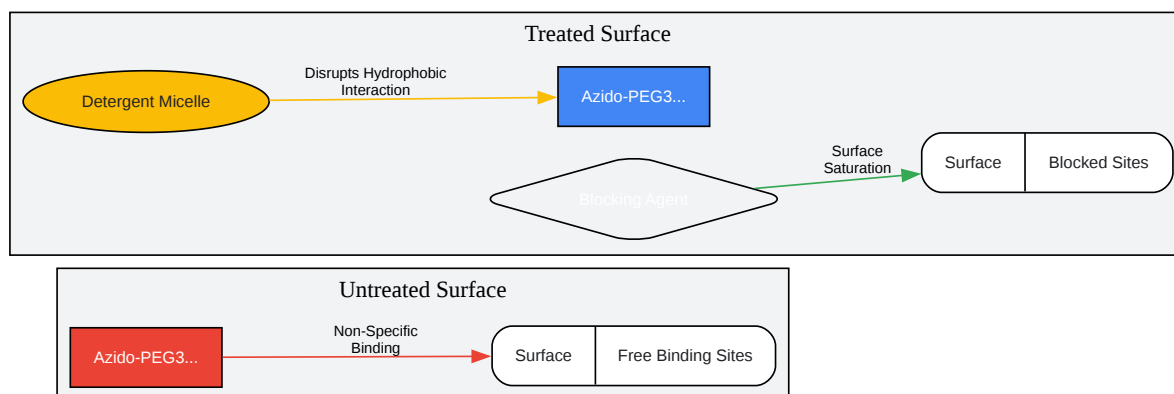 Treated Surface
Detergent Micelle
Disrupts Hydrophobic
Interaction
Azido-PEG3...
Blocking Agent
Surface
Saturation
Surface
Blocked Sites
Untreated Surface
Azido-PEG3...
Non-Specific
Binding
Surface
Free Binding Sites